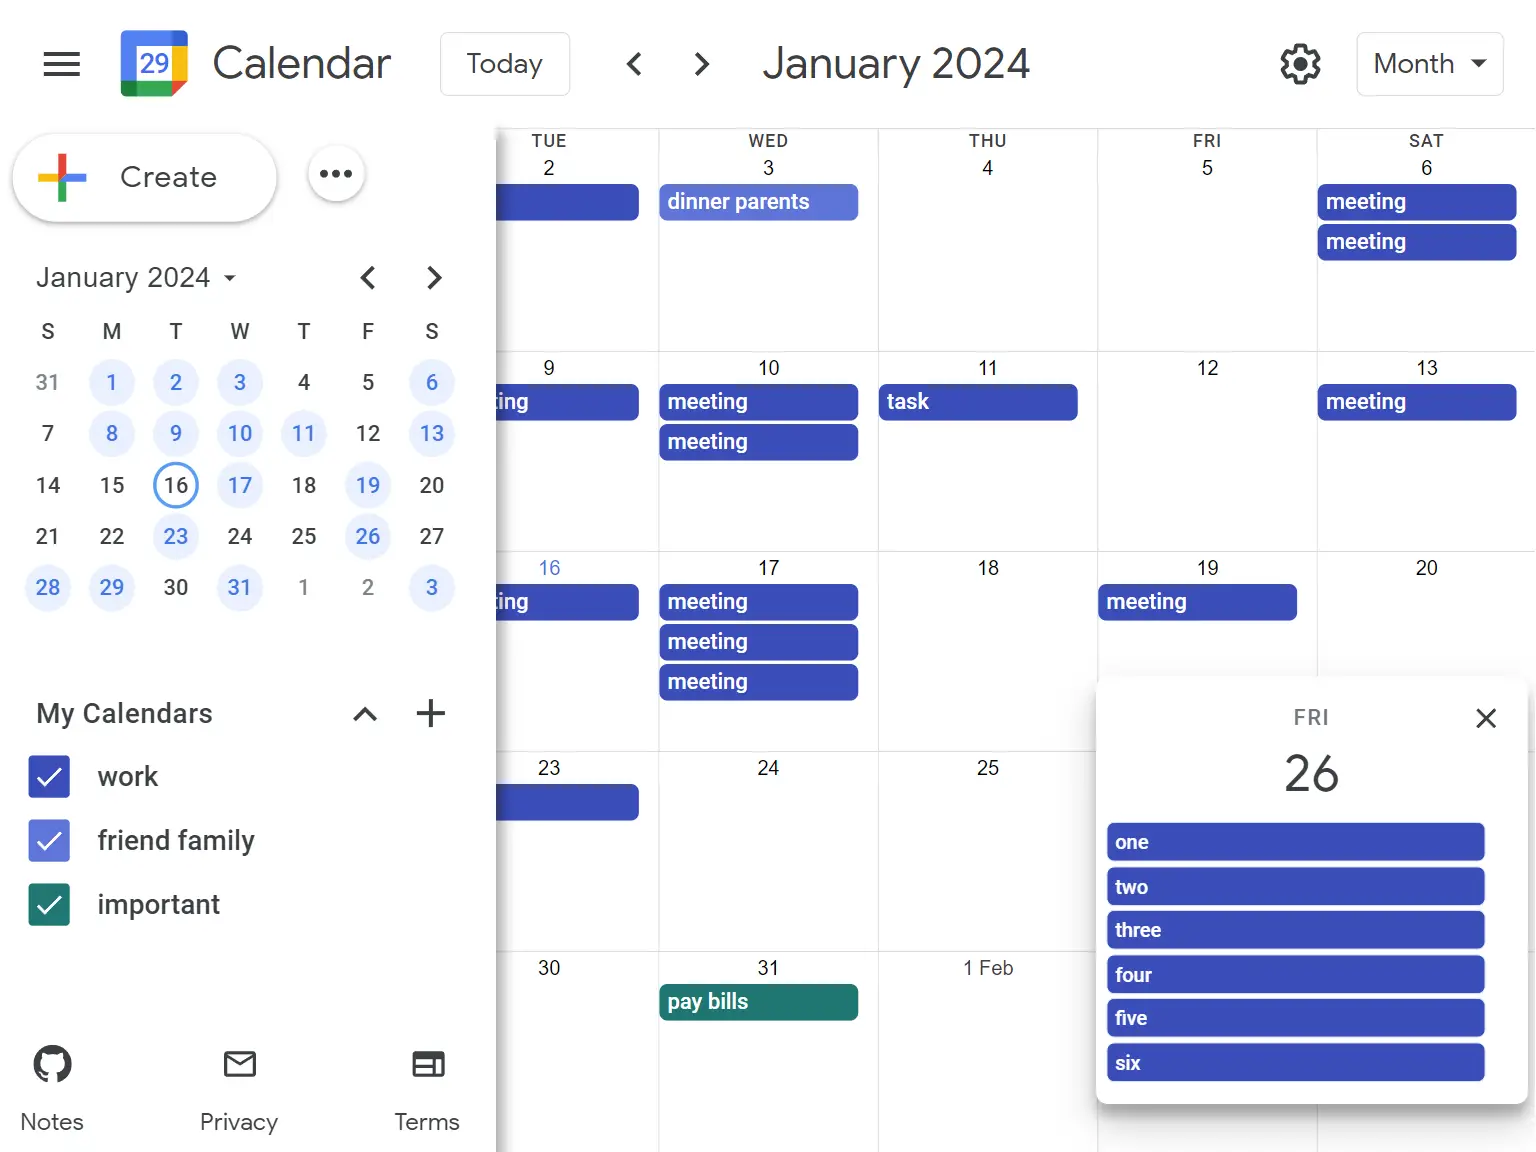 29 Calendar Today January 2024 Month
Create
January 2024
S M T W T F S
31 1 2 3 4 5 6
7 8 9 10 11 12 13
14 15 16 17 18 19 20
21 22 23 24 25 26 27
28 29 30 31 1 2 3
My Calendars
work
friend family
important
Notes Privacy Terms
TUE WED THU FRI SAT
2 3 4 5 6
dinner parents meeting
meeting
9 10 11 12 13
meeting task meeting
meeting
16 17 18 19 20
meeting meeting
meeting
meeting
23 24 25
30 31 1 Feb
pay bills
FRI
26
one
two
three
four
five
six